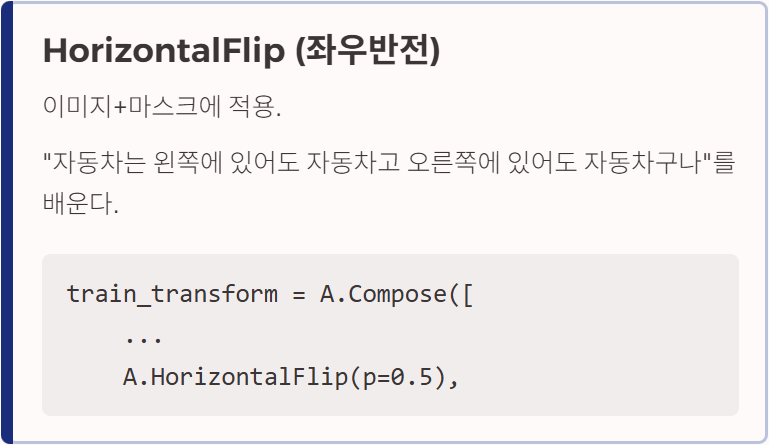 HorizontalFlip (좌우반전)
이미지+마스크에 적용.
"자동차는 왼쪽에 있어도 자동차고 오른쪽에 있어도 자동차구나"를
배운다.
train_transform = A.Compose([
    ...
    A.HorizontalFlip(p=0.5),